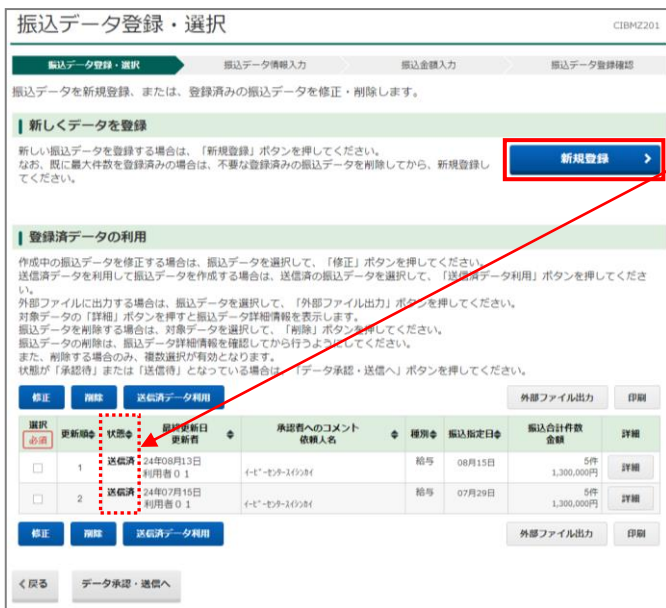 振込データ登録・選択
CIBMZ201
振込データ登録・選択
振込データ情報入力
振込金額入力
振込データ登録確認
振込データを新規登録、または、登録済みの振込データを修正・削除します。
新しくデータを登録
新しい振込データを登録する場合は、「新規登録」ボタンを押してください。
なお、既に最大件数を登録済みの場合は、不要な登録済みの振込データを削除してから、新規登録し
てください。
新規登録
登録済データの利用
作成中の振込データを修正する場合は、振込データを選択して、「修正」ボタンを押してください。
送信済データを利用して振込データを作成する場合は、送信済の振込データを選択して、「送信済データ利用」ボタンを押してくださ
い。
外部ファイルに出力する場合は、振込データを選択して、「外部ファイル出力」ボタンを押してください。
対象データの「詳細」ボタンを押すと振込データ詳細情報を表示します。
振込データを削除する場合は、対象データを選択して、「削除」ボタンを押してください。
振込データの削除は、振込データ詳細情報を確認してから行うようにしてください。
また、削除する場合のみ、複数選択が有効となります。
状態が「承認待」または「送信待」となっている場合は、「データ承認・送信へ」ボタンを押してください。
修正 削除 送信済データ利用 外部ファイル出力 印刷
選択 必須 更新順 状態 最終更新日 更新者 承認者へのコメント 依頼人名 種別 振込指定日 振込合計件数 金額 詳細
1 送信済 24年08月13日 給与 08月15日 5件 詳細
利用者01 ｲｰﾋﾞｰｾﾝﾀｰｽｲｼﾝｶｲ 1,300,000円
2 送信済 24年07月15日 給与 07月29日 5件 詳細
利用者01 ｲｰﾋﾞｰｾﾝﾀｰｽｲｼﾝｶｲ 1,300,000円
修正 削除 送信済データ利用 外部ファイル出力 印刷
戻る データ承認・送信へ